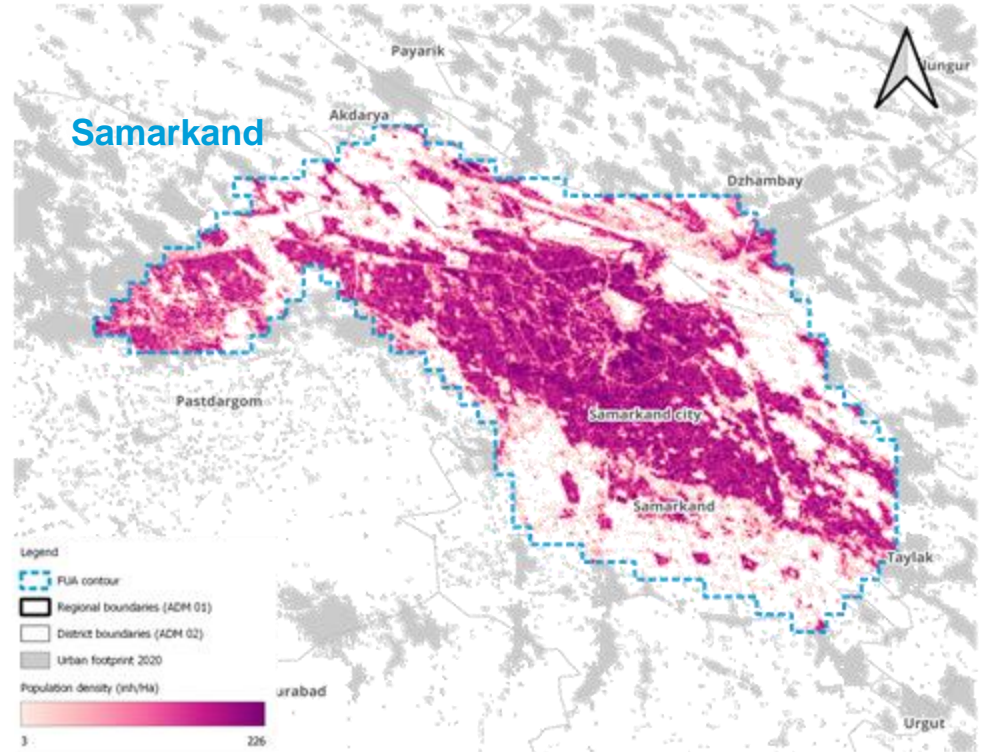 Payarik
Akdarya
Samarkand
Dzhambay
Pastdargom
Samarkand city
Samarkand
Taylak
Legend
FUA contour
Regional boundaries (ADM 01)
District boundaries (ADM 02)
Urban footprint 2020
Population density (inh/Ha)
3
226
urabad
Urgut